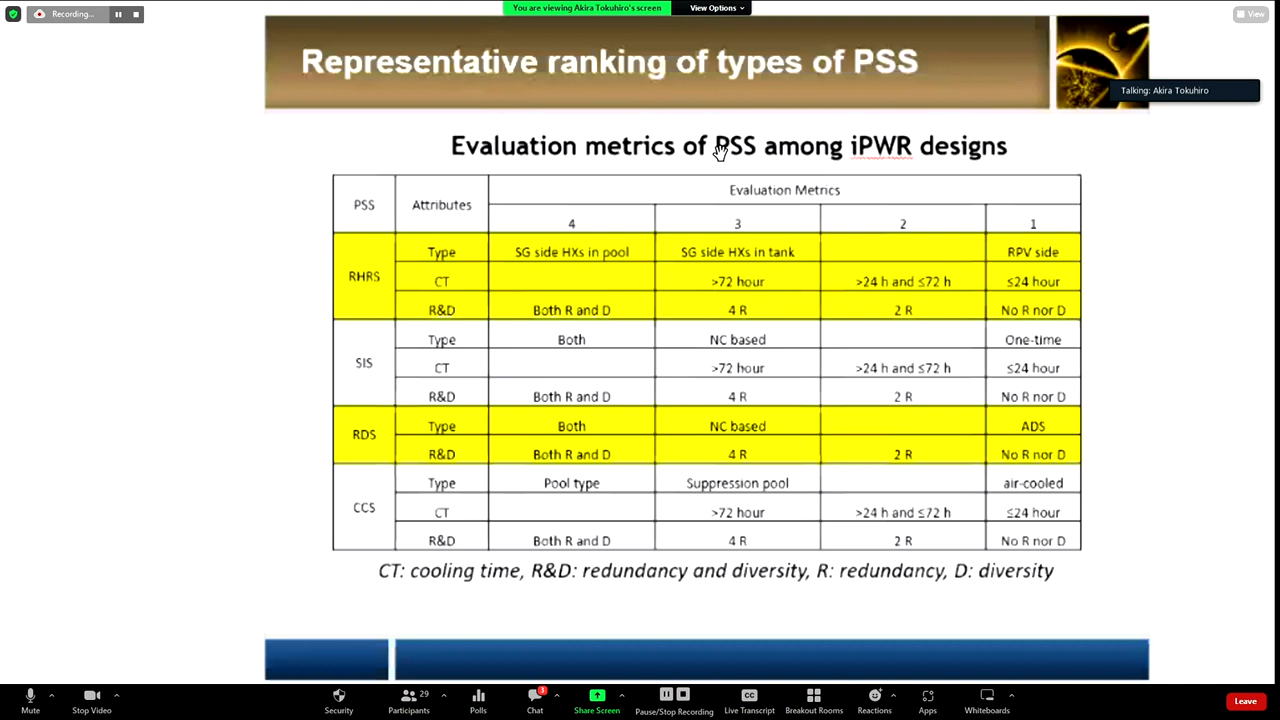 Recording...
You are viewing Akira Tokuhiro's screen
View Options
View
Representative ranking of types of PSS
Talking: Akira Tokuhiro
Evaluation metrics of PSS among iPWR designs
PSS Attributes Evaluation Metrics
4 3 2 1
RHRS Type SG side HXs in pool SG side HXs in tank RPV side
CT >72 hour >24 h and ≤72 h ≤24 hour
R&D Both R and D 4 R 2 R No R nor D
SIS Type Both NC based One-time
CT >72 hour >24 h and ≤72 h ≤24 hour
R&D Both R and D 4 R 2 R No R nor D
RDS Type Both NC based ADS
R&D Both R and D 4 R 2 R No R nor D
CCS Type Pool type Suppression pool air-cooled
CT >72 hour >24 h and ≤72 h ≤24 hour
R&D Both R and D 4 R 2 R No R nor D
CT: cooling time, R&D: redundancy and diversity, R: redundancy, D: diversity
29 3 CC
Mute Stop Video Security Participants Polls Chat Share Screen Pause/Stop Recording Live Transcript Breakout Rooms Reactions Apps Whiteboards Leave